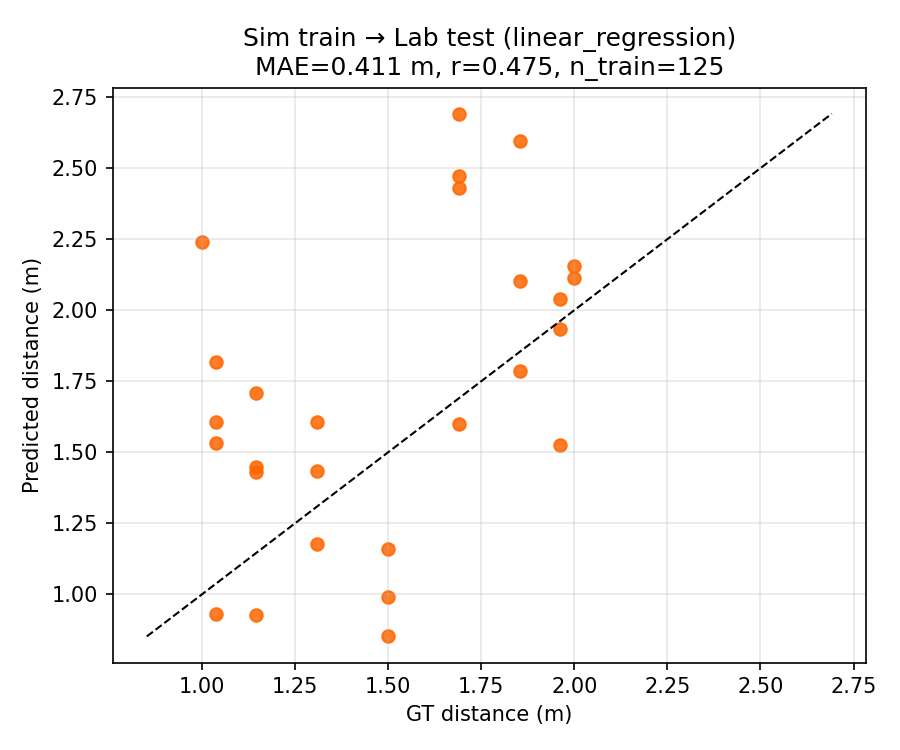 Sim train → Lab test (linear_regression)
MAE=0.411 m, r=0.475, n_train=125
2.75
2.50
2.25
2.00
1.75
1.50
1.25
1.00
Predicted distance (m)
1.00 1.25 1.50 1.75 2.00 2.25 2.50 2.75
GT distance (m)